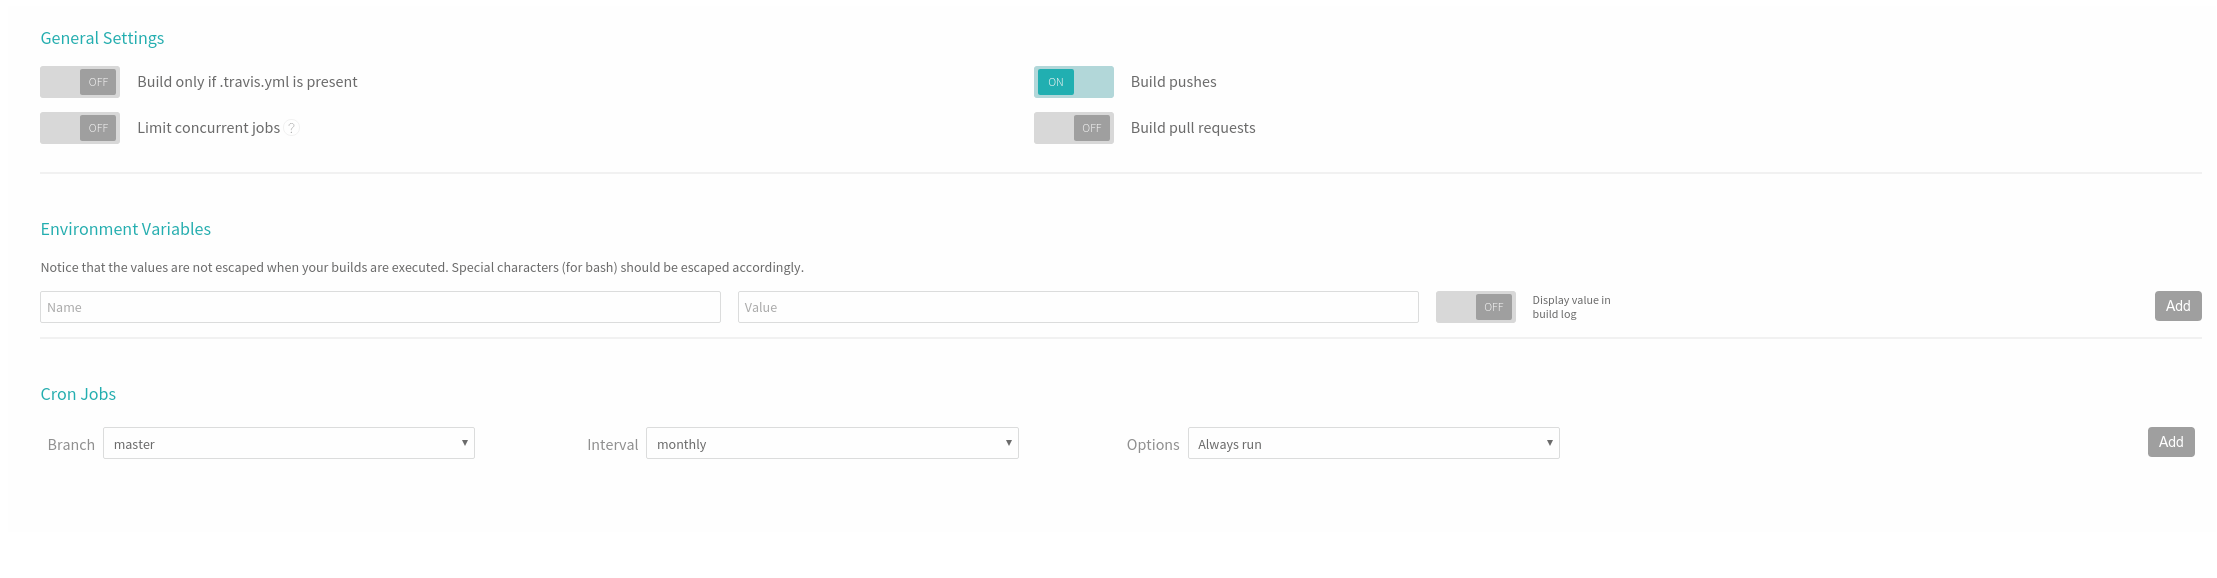 General Settings
OFF Build only if .travis.yml is present
ON Build pushes
OFF Limit concurrent jobs ?
OFF Build pull requests
Environment Variables
Notice that the values are not escaped when your builds are executed. Special characters (for bash) should be escaped accordingly.
Name
Value
OFF
Display value in
build log
Add
Cron Jobs
Branch master ▼
Interval monthly ▼
Options Always run ▼
Add